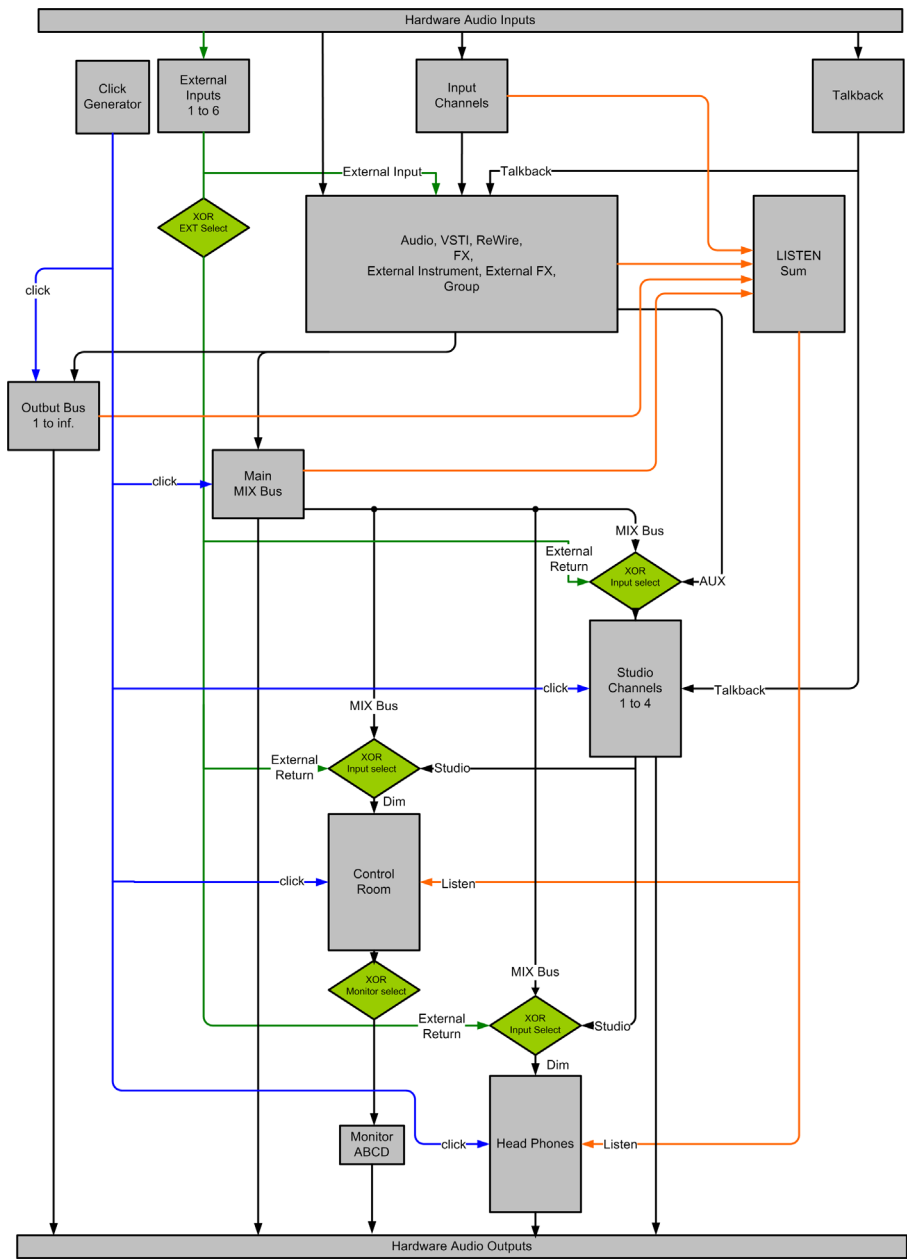 Hardware Audio Inputs
Click
Generator
External
Inputs
1 to 6
Input
Channels
Talkback
External Input
Talkback
XOR
EXT Select
Audio, VSTI, ReWire,
FX,
External Instrument, External FX,
Group
LISTEN
Sum
click
Outbut Bus
1 to inf.
Main
MIX Bus
click
MIX Bus
External
Return
XOR
Input select
AUX
Studio
Channels
1 to 4
click
Talkback
MIX Bus
External
Return
XOR
Input select
Studio
Dim
Control
Room
click
Listen
MIX Bus
XOR
Monitor select
External
Return
XOR
Input Select
Studio
Dim
Monitor
ABCD
click
Head Phones
Listen
Hardware Audio Outputs